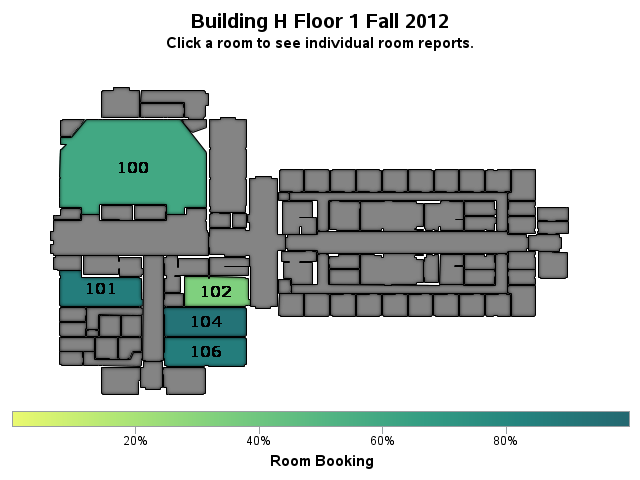 Building H Floor 1 Fall 2012
Click a room to see individual room reports.
100
101
102
104
106
20% 40% 60% 80%
Room Booking